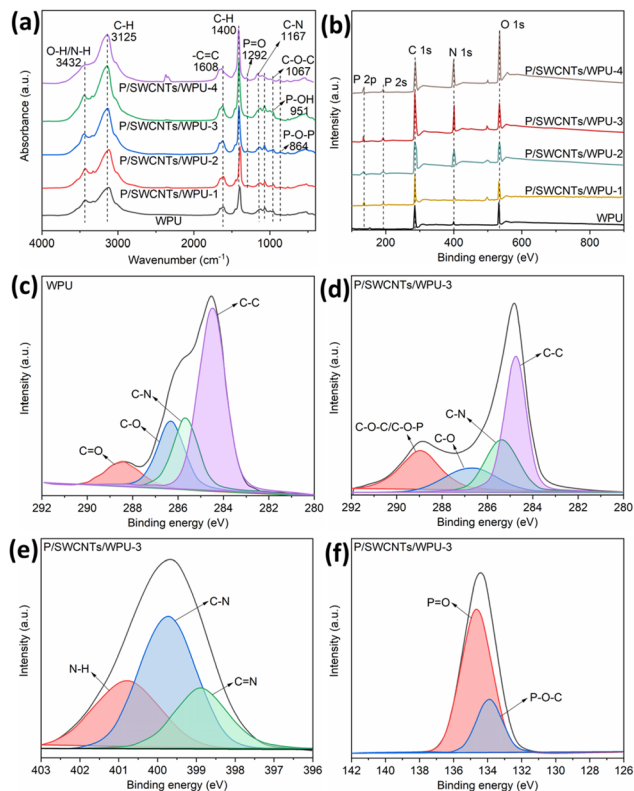 (a)
C-H
3125
O-H/N-H
3432
C-H
1400
-C=C
1608
P=O
1292
C-N
1167
C-O-C
1067
P-OH
951
P-O-P
864
P/SWCNTs/WPU-4
P/SWCNTs/WPU-3
P/SWCNTs/WPU-2
P/SWCNTs/WPU-1
WPU
Absorbance (a.u.)
4000 3000 2000 1000
Wavenumber (cm⁻¹)
(b)
O 1s
C 1s N 1s
P 2p P 2s
P/SWCNTs/WPU-4
P/SWCNTs/WPU-3
P/SWCNTs/WPU-2
P/SWCNTs/WPU-1
WPU
Intensity (a.u.)
200 400 600 800
Binding energy (eV)
(c) WPU
C-C
C-N
C-O
C=O
Intensity (a.u.)
292 290 288 286 284 282 280
Binding energy (eV)
(d) P/SWCNTs/WPU-3
C-C
C-N
C-O-C/C-O-P
C-O
Intensity (a.u.)
292 290 288 286 284 282 280
Binding energy (eV)
P/SWCNTs/WPU-3
(e)
C-N
N-H
C=N
Intensity (a.u.)
403 402 401 400 399 398 397 396
Binding energy (eV)
P/SWCNTs/WPU-3
(f)
P=O
P-O-C
Intensity (a.u.)
142 140 138 136 134 132 130 128 126
Binding energy (eV)